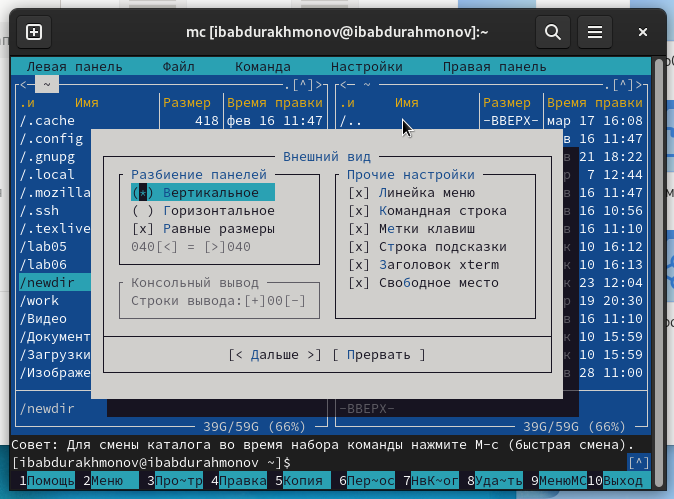 mc [ibabdurakhmonov@ibabdurahmonov]:~
Левая панель Файл Команда Настройки Правая панель
<─ ~ .[^]> <─ ~ .[^]>
.и Имя Размер Время правки .и Имя Размер Время правки
/.cache 418 фев 16 11:47 /.. -ВВЕРХ- мар 17 16:08
/.config в 16 11:47
/.gnupg в 21 18:22
/.local р 7 12:44
/.mozilla в 16 11:47
/.ssh в 16 10:56
/.texlive в 16 11:10
/lab05 к 10 16:12
/lab06 к 10 16:13
/newdir к 23 12:04
/work р 19 20:30
/Видео в 16 11:10
/Документ к 10 15:59
/Загрузки к 10 15:59
/Изображе в 28 11:00
Внешний вид
Разбиение панелей
(*) Вертикальное
( ) Горизонтальное
[x] Равные размеры
040[<] = [>]040
Консольный вывод
Строки вывода:[+]00[-]
Прочие настройки
[x] Линейка меню
[x] Командная строка
[x] Метки клавиш
[x] Строка подсказки
[x] Заголовок xterm
[x] Свободное место
[< Дальше >] [ Прервать ]
/newdir -ВВЕРХ-
39G/59G (66%) 39G/59G (66%)
Совет: Для смены каталога во время набора команды нажмите M-c (быстрая смена).
[ibabdurakhmonov@ibabdurahmonov ~]$ [^]
1Помощь 2Меню 3Про~тр 4Правка 5Копия 6Пер~ос 7НвК~ог 8Уда~ть 9МенюMC 10Выход